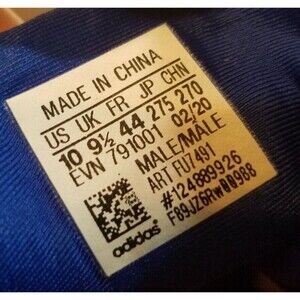 MADE IN CHINA
US UK FR JP CHN
10 9½ 44 275 270
EVN 791001 02/20
MALE/MALE
ART FU7491
#124889926
adidas